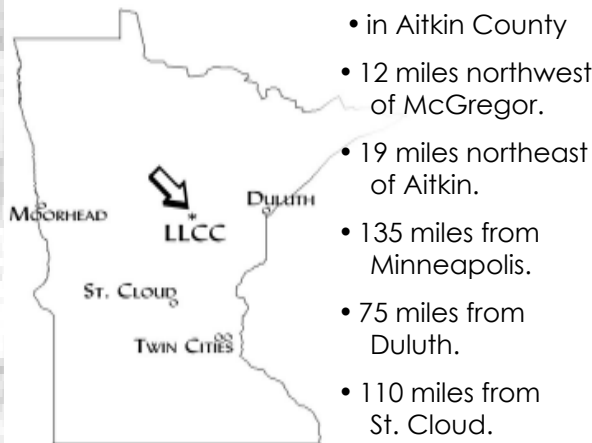 • in Aitkin County
• 12 miles northwest
of McGregor.
• 19 miles northeast
of Aitkin.
• 135 miles from
Minneapolis.
• 75 miles from
Duluth.
• 110 miles from
St. Cloud.
Moorhead
Duluth
*
LLCC
St. Cloud
Twin Cities